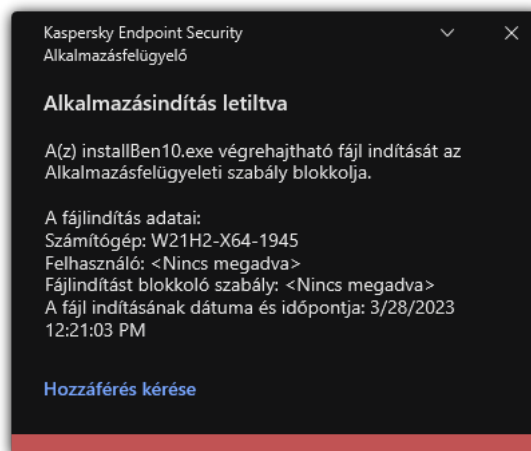 Kaspersky Endpoint Security
Alkalmazásfelügyelő
Alkalmazásindítás letiltva
A(z) installBen10.exe végrehajtható fájl indítását az
Alkalmazásfelügyeleti szabály blokkolja.
A fájlindítás adatai:
Számítógép: W21H2-X64-1945
Felhasználó: <Nincs megadva>
Fájlindítást blokkoló szabály: <Nincs megadva>
A fájl indításának dátuma és időpontja: 3/28/2023
12:21:03 PM
Hozzáférés kérése